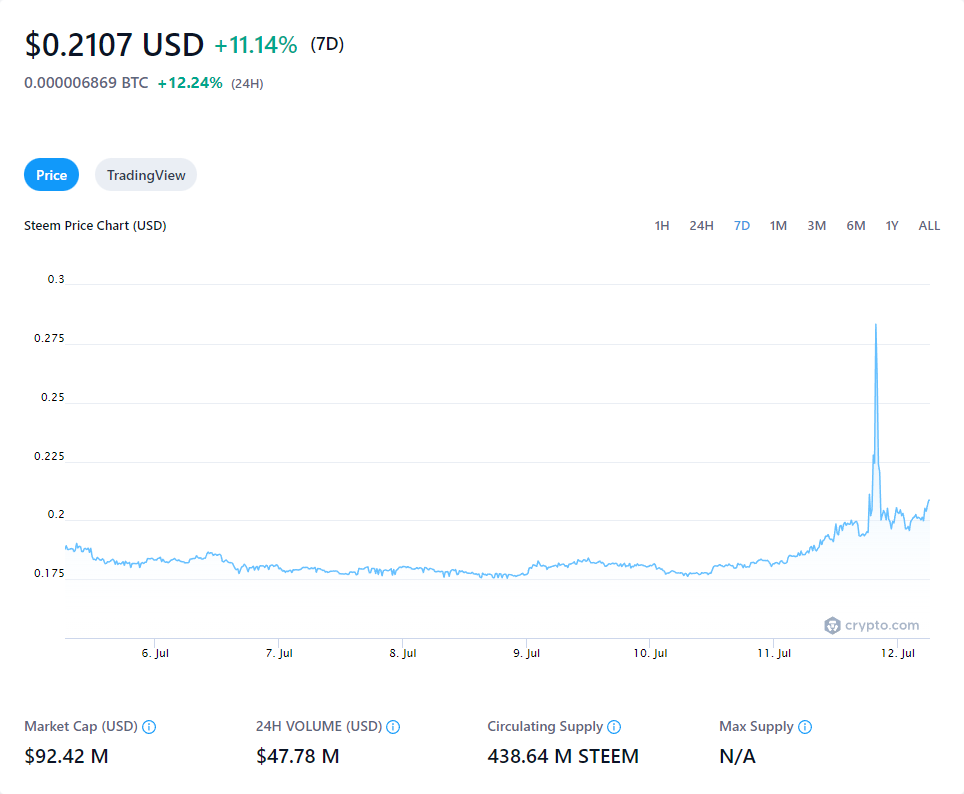 $0.2107 USD +11.14% (7D)
0.000006869 BTC +12.24% (24H)
Price TradingView
Steem Price Chart (USD) 1H 24H 7D 1M 3M 6M 1Y ALL
0.3
0.275
0.25
0.225
0.2
0.175
crypto.com
6. Jul 7. Jul 8. Jul 9. Jul 10. Jul 11. Jul 12. Jul
Market Cap (USD) 24H VOLUME (USD) Circulating Supply Max Supply
$92.42 M $47.78 M 438.64 M STEEM N/A